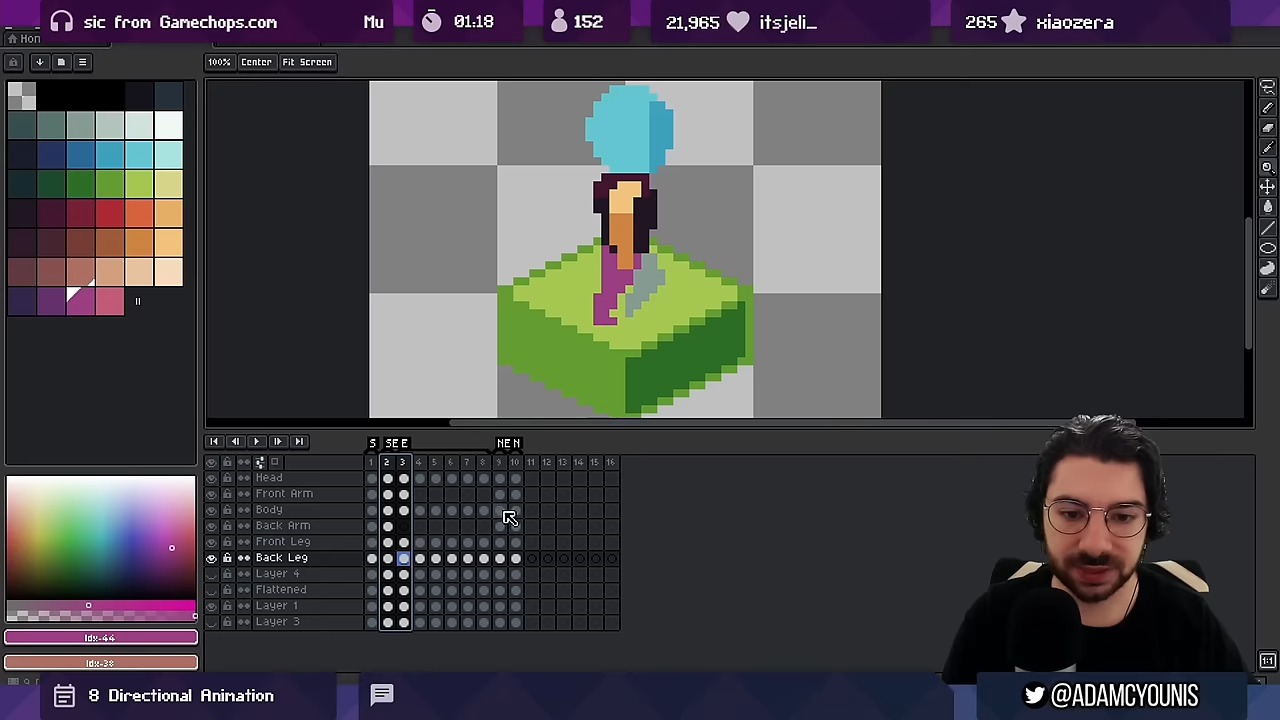 sic from Gamechops.com
Mu
01:18
152
21,965
itsjeli_
265
xiaozera
Hom
100%
Center
Fit Screen
S
SE
E
NE
N
1 2 3 4 5 6 7 8 9 10 11 12 13 14 15 16
Head
Front Arm
Body
Back Arm
Front Leg
Back Leg
Layer 4
Flattened
Layer 1
Layer 3
Idx-44
Idx-38
1:1
8 Directional Animation
@ADAMCYOUNIS